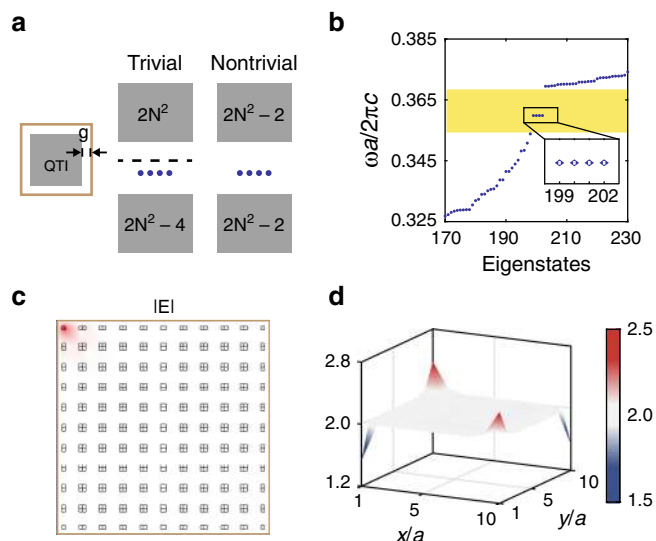 a
Trivial Nontrivial
g
QTI
2N² 2N² − 2
2N² − 4 2N² − 2
b
ωa/2πc
0.385
0.365
0.345
0.325
199 202
170 190 210 230
Eigenstates
c
|E|
d
2.8
2.0
1.2
1 5 10
x/a
1 5 10
y/a
2.5
2.0
1.5